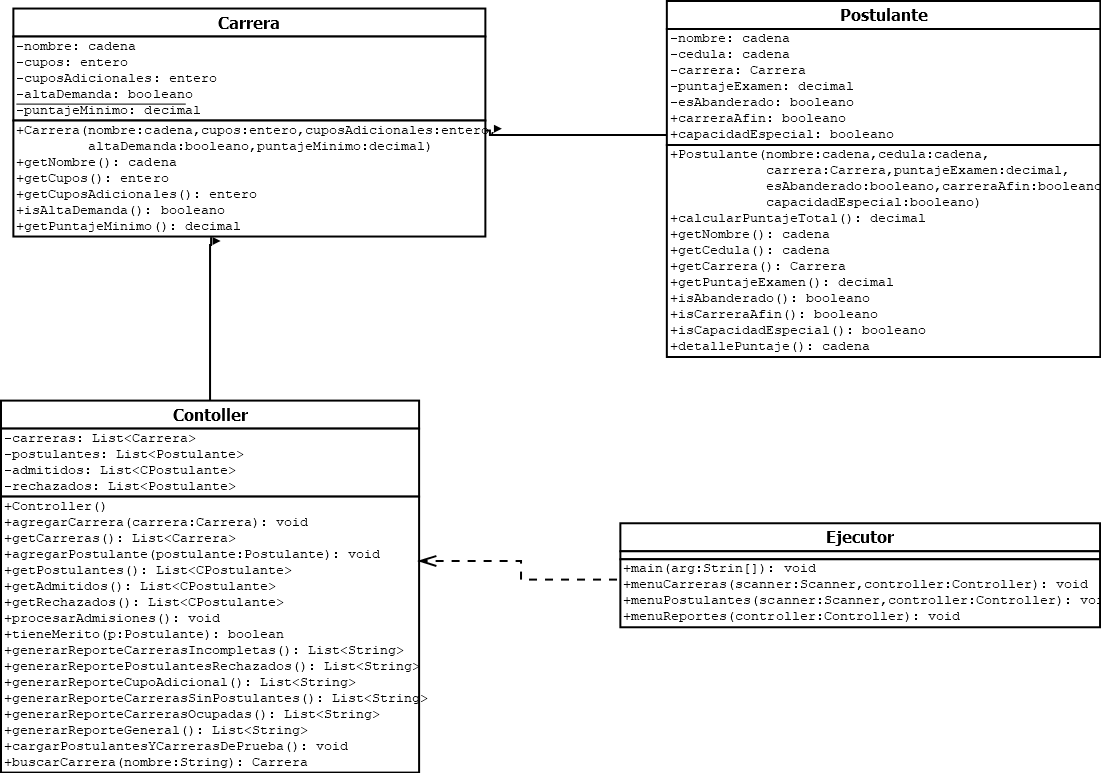 Carrera
-nombre: cadena
-cupos: entero
-cuposAdicionales: entero
-altaDemanda: booleano
-puntajeMinimo: decimal
+Carrera(nombre:cadena,cupos:entero,cuposAdicionales:entero,
altaDemanda:booleano,puntajeMinimo:decimal)
+getNombre(): cadena
+getCupos(): entero
+getCuposAdicionales(): entero
+isAltaDemanda(): booleano
+getPuntajeMinimo(): decimal
Postulante
-nombre: cadena
-cedula: cadena
-carrera: Carrera
-puntajeExamen: decimal
-esAbanderado: booleano
+carreraAfin: booleano
+capacidadEspecial: booleano
+Postulante(nombre:cadena,cedula:cadena,
carrera:Carrera,puntajeExamen:decimal,
esAbanderado:booleano,carreraAfin:booleano
capacidadEspecial:booleano)
+calcularPuntajeTotal(): decimal
+getNombre(): cadena
+getCedula(): cadena
+getCarrera(): Carrera
+getPuntajeExamen(): decimal
+isAbanderado(): booleano
+isCarreraAfin(): booleano
+isCapacidadEspecial(): booleano
+detallePuntaje(): cadena
Contoller
-carreras: List<Carrera>
-postulantes: List<Postulante>
-admitidos: List<CPostulante>
-rechazados: List<Postulante>
+Controller()
+agregarCarrera(carrera:Carrera): void
+getCarreras(): List<Carrera>
+agregarPostulante(postulante:Postulante): void
+getPostulantes(): List<CPostulante>
+getAdmitidos(): List<CPostulante>
+getRechazados(): List<CPostulante>
+procesarAdmisiones(): void
+tieneMerito(p:Postulante): boolean
+generarReporteCarrerasIncompletas(): List<String>
+generarReportePostulantesRechazados(): List<String>
+generarReporteCupoAdicional(): List<String>
+generarReporteCarrerasSinPostulantes(): List<String>
+generarReporteCarrerasOcupadas(): List<String>
+generarReporteGeneral(): List<String>
+cargarPostulantesYCarrerasDePrueba(): void
+buscarCarrera(nombre:String): Carrera
Ejecutor
+main(arg:Strin[]): void
+menuCarreras(scanner:Scanner,controller:Controller): void
+menuPostulantes(scanner:Scanner,controller:Controller): voi
+menuReportes(controller:Controller): void